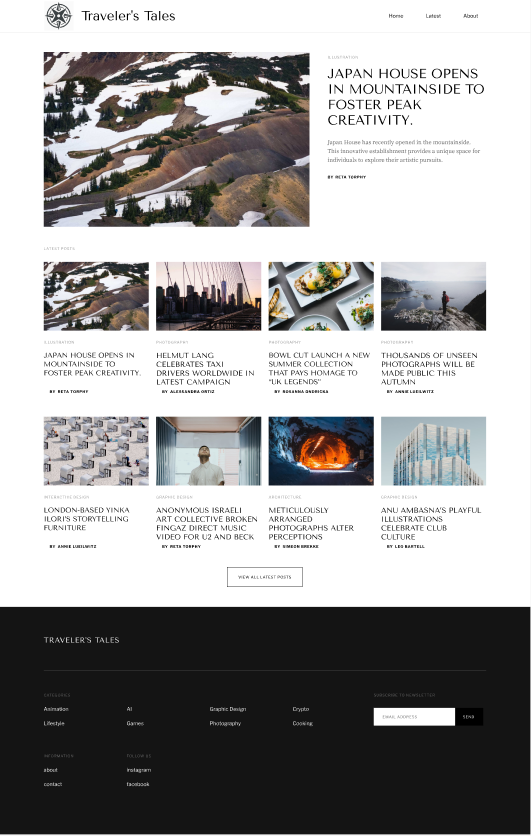 Traveler's Tales
Home Latest About
ILLUSTRATION
JAPAN HOUSE OPENS
IN MOUNTAINSIDE TO
FOSTER PEAK
CREATIVITY.
Japan House has recently opened in the mountainside.
This innovative establishment provides a unique space for
individuals to explore their artistic pursuits.
BY RETA TORPHY
LATEST POSTS
ILLUSTRATION
JAPAN HOUSE OPENS IN
MOUNTAINSIDE TO
FOSTER PEAK CREATIVITY.
BY RETA TORPHY
PHOTOGRAPHY
HELMUT LANG
CELEBRATES TAXI
DRIVERS WORLDWIDE IN
LATEST CAMPAIGN
BY ALESSANDRA ORTIZ
PHOTOGRAPHY
BOWL CUT LAUNCH A NEW
SUMMER COLLECTION
THAT PAYS HOMAGE TO
"UK LEGENDS"
BY ROXANNA ONDRICKA
PHOTOGRAPHY
THOUSANDS OF UNSEEN
PHOTOGRAPHS WILL BE
MADE PUBLIC THIS
AUTUMN
BY ANNIE LUEILWITZ
INTERACTIVE DESIGN
LONDON-BASED YINKA
ILORI'S STORYTELLING
FURNITURE
BY ANNIE LUEILWITZ
GRAPHIC DESIGN
ANONYMOUS ISRAELI
ART COLLECTIVE BROKEN
FINGAZ DIRECT MUSIC
VIDEO FOR U2 AND BECK
BY RETA TORPHY
ARCHITECTURE
METICULOUSLY
ARRANGED
PHOTOGRAPHS ALTER
PERCEPTIONS
BY SIMEON BREKKE
GRAPHIC DESIGN
ANU AMBASNA'S PLAYFUL
ILLUSTRATIONS
CELEBRATE CLUB
CULTURE
BY LEO BARTELL
VIEW ALL LATEST POSTS
TRAVELER'S TALES
CATEGORIES
Animation AI Graphic Design Crypto
Lifestyle Games Photography Cooking
SUBSCRIBE TO NEWSLETTER
EMAIL ADDRESS SEND
INFORMATION
about
contact
FOLLOW US
instagram
facebook